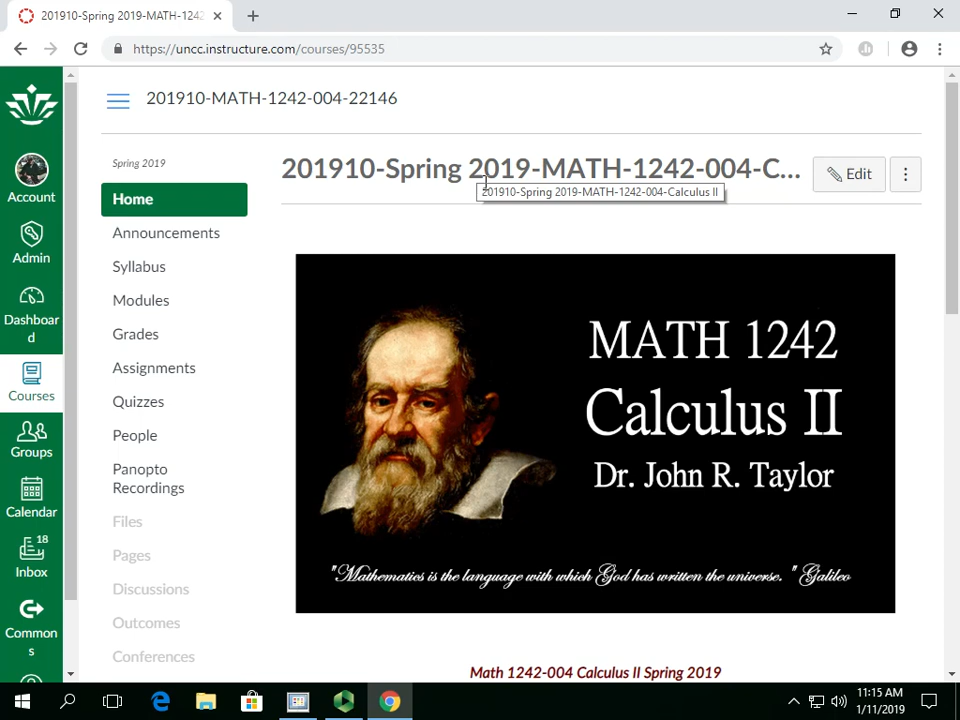 201910-Spring 2019-MATH-1242
https://uncc.instructure.com/courses/95535
201910-MATH-1242-004-22146
Account
Admin
Dashboar
d
Courses
Groups
Calendar
18
Inbox
Common
s
Spring 2019
Home
Announcements
Syllabus
Modules
Grades
Assignments
Quizzes
People
Panopto
Recordings
Files
Pages
Discussions
Outcomes
Conferences
201910-Spring 2019-MATH-1242-004-C...
Edit
201910-Spring 2019-MATH-1242-004-Calculus II
MATH 1242
Calculus II
Dr. John R. Taylor
"Mathematics is the language with which God has written the universe. " Galileo
Math 1242-004 Calculus II Spring 2019
11:15 AM
1/11/2019